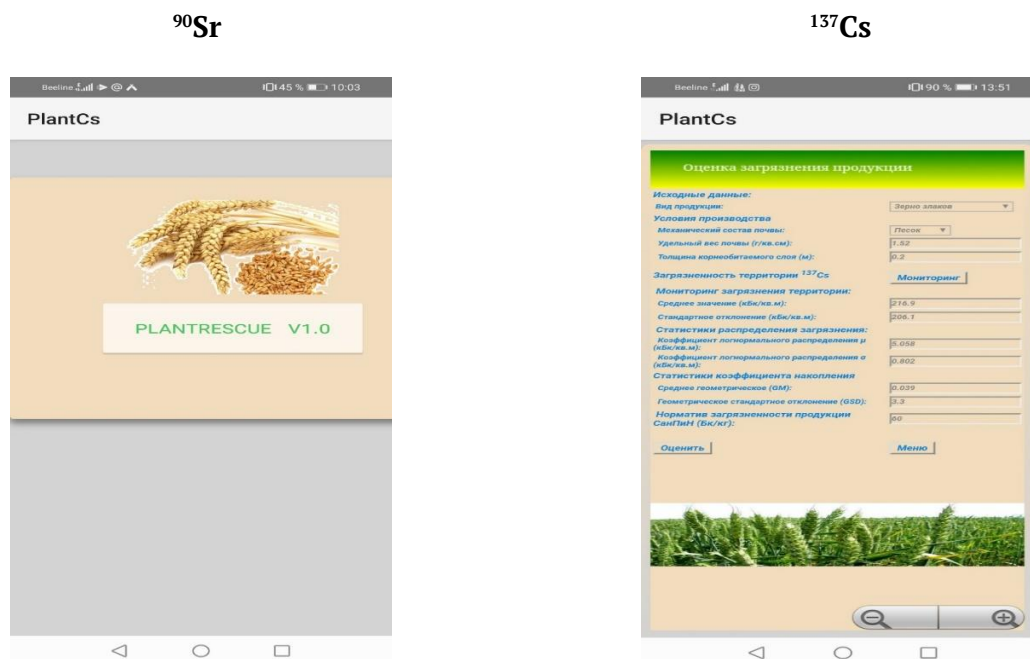 ⁹⁰Sr
¹³⁷Cs
Beeline
45 %
10:03
PlantCs
PLANTRESCUE V1.0
Beeline
90 %
13:51
PlantCs
Оценка загрязнения продукции
Исходные данные:
Вид продукции:
Зерно злаков
Условия производства
Механический состав почвы:
Песок
Удельный вес почвы (г/кв.см):
1.52
Толщина корнеобитаемого слоя (м):
0.2
Загрязненность территории ¹³⁷Cs
Мониторинг
Мониторинг загрязнения территории:
Среднее значение (кБк/кв.м):
216.9
Стандартное отклонение (кБк/кв.м):
206.1
Статистики распределения загрязнения:
Коэффициент логнормального распределения μ
(кБк/кв.м):
5.058
Коэффициент логнормального распределения σ
(кБк/кв.м):
0.802
Статистики коэффициента накопления
Среднее геометрическое (GM):
0.039
Геометрическое стандартное отклонение (GSD):
3.3
Норматив загрязненности продукции
СанПиН (Бк/кг):
60
Оценить
Меню